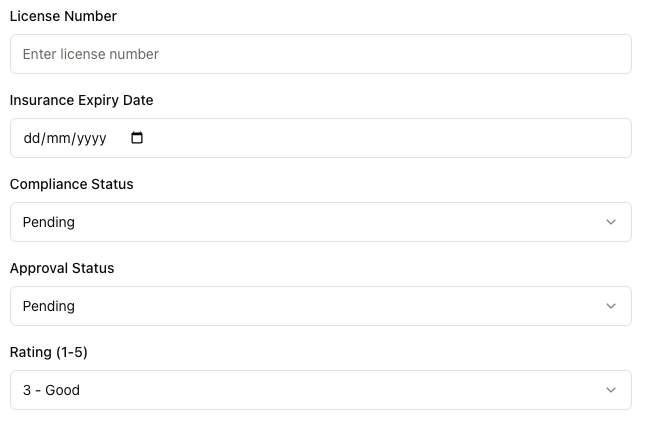 License Number
Enter license number
Insurance Expiry Date
dd/mm/yyyy
Compliance Status
Pending
Approval Status
Pending
Rating (1-5)
3 - Good